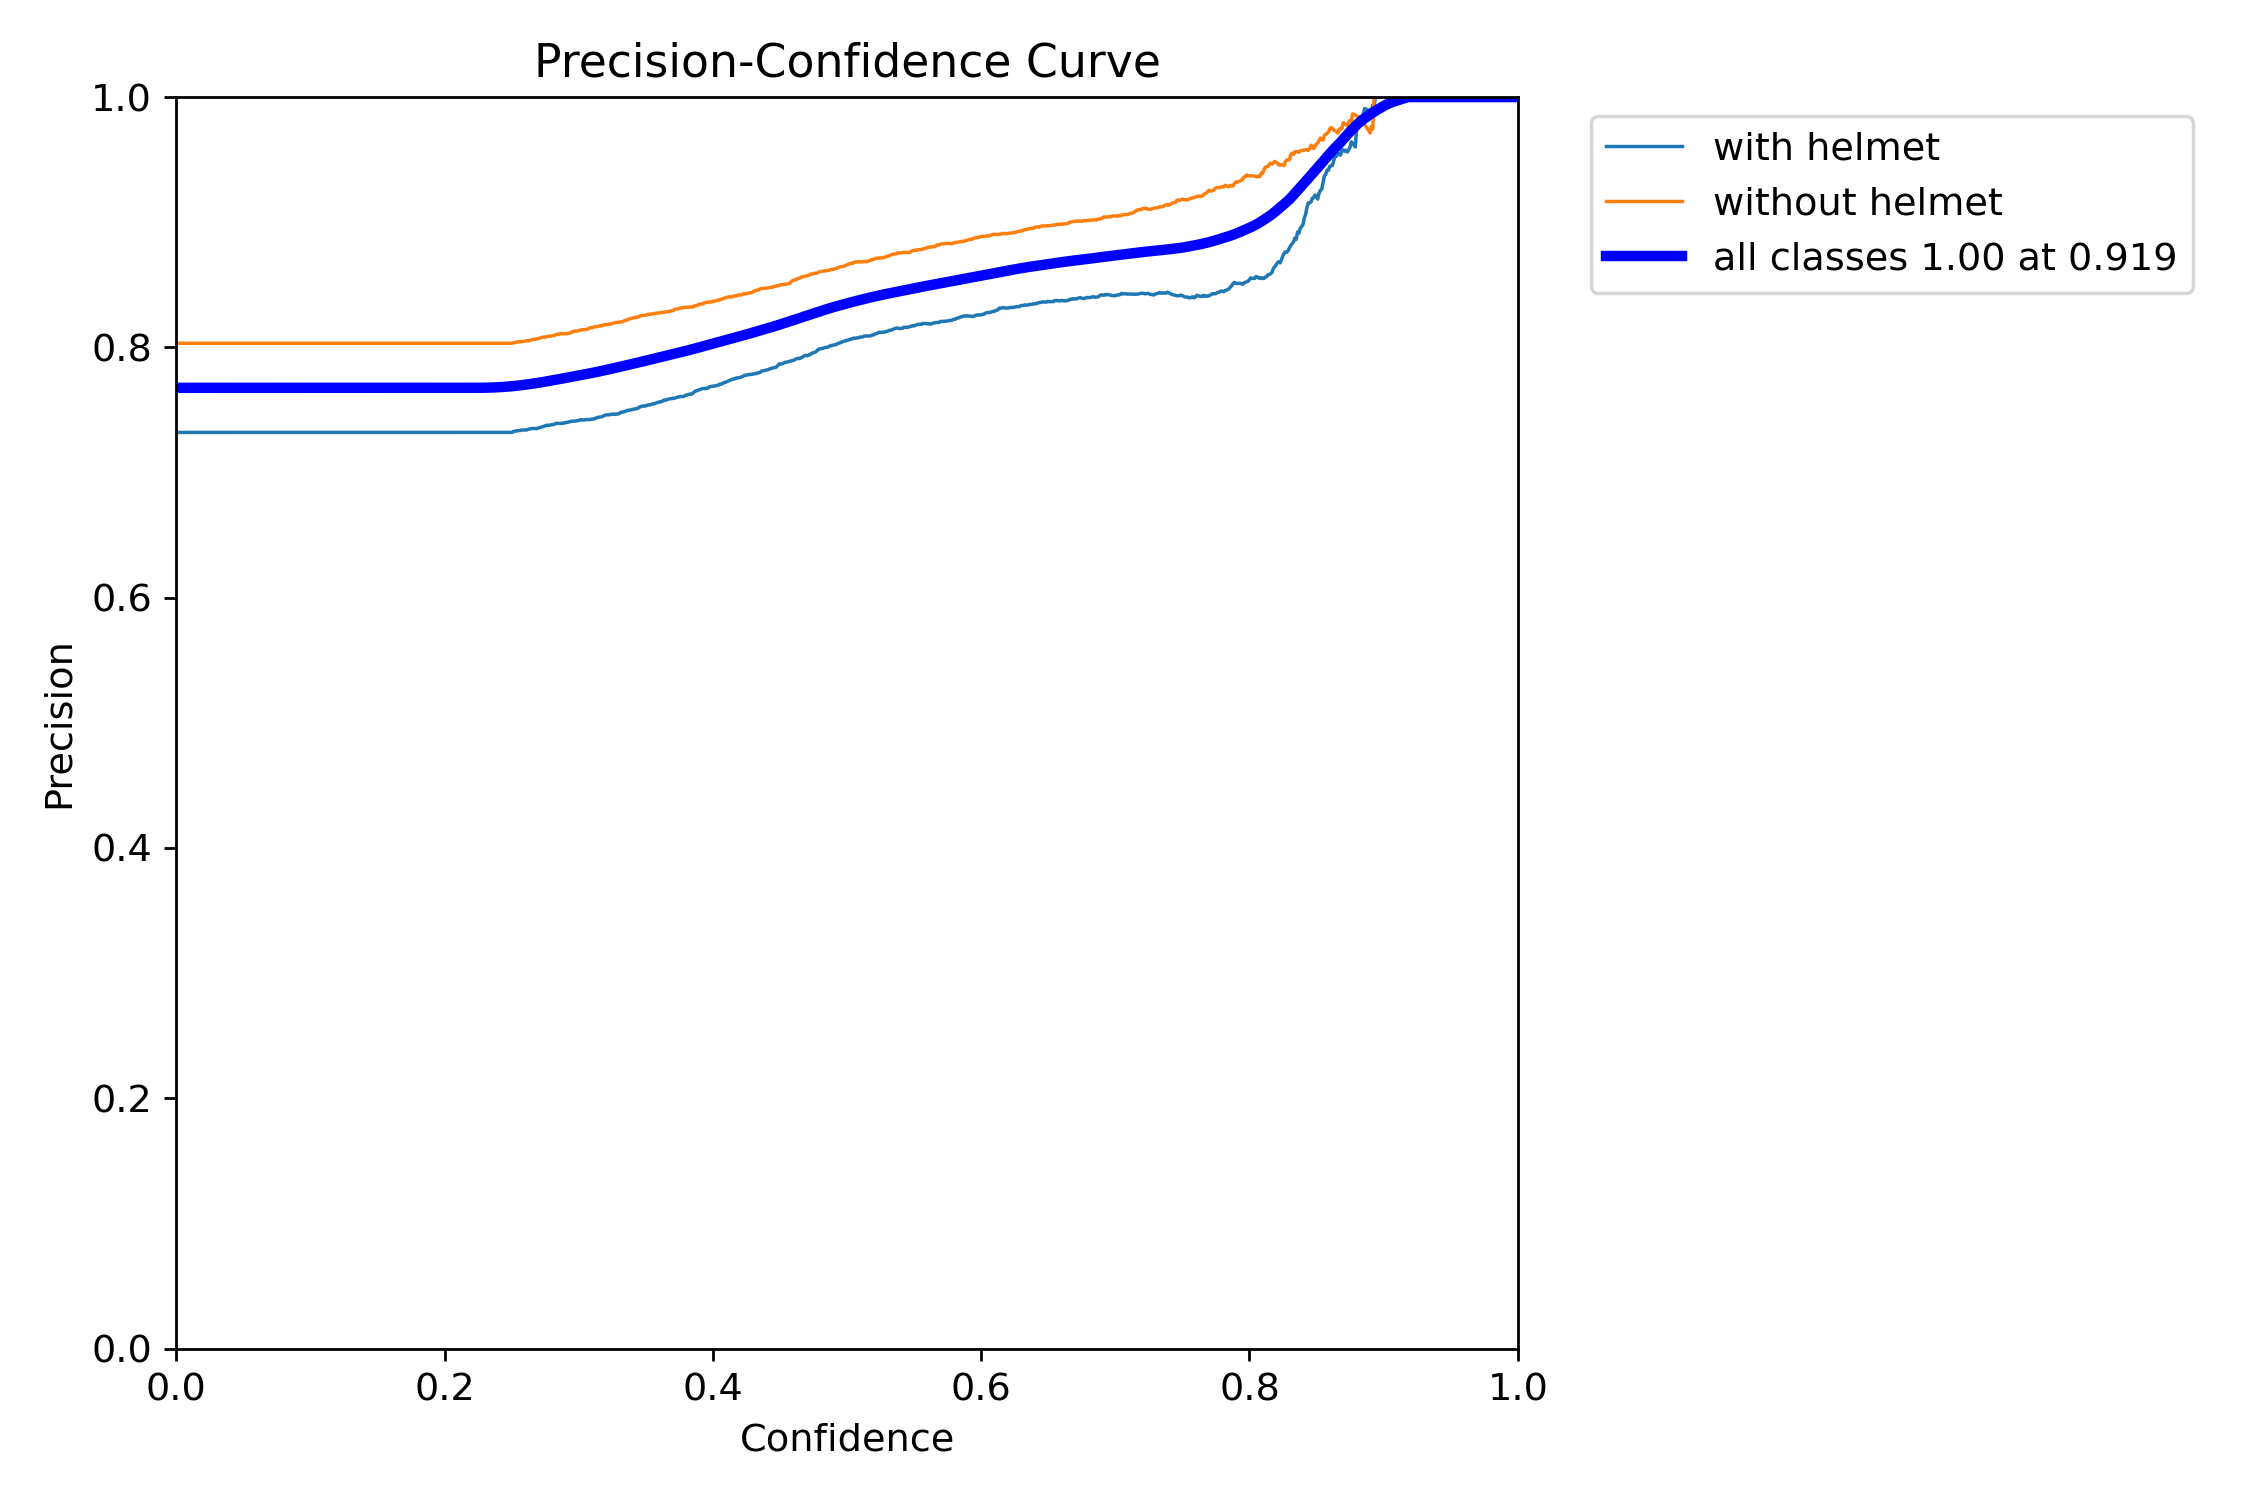 Precision-Confidence Curve
1.0
0.8
0.6
0.4
0.2
0.0
Precision
0.0 0.2 0.4 0.6 0.8 1.0
Confidence
with helmet
without helmet
all classes 1.00 at 0.919